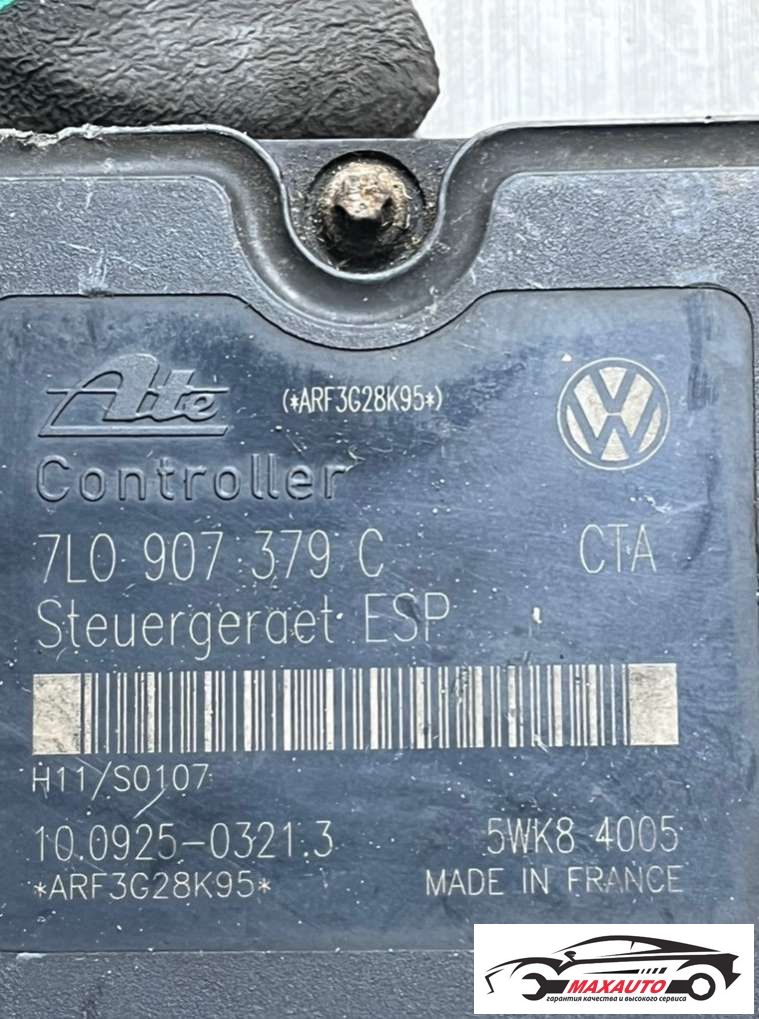 Ate
(*ARF3G28K95*)
Controller
7L0 907 379 C
CTA
Steuergeraet ESP
H11/S0107
10.0925-0321.3
5WK8 4005
*ARF3G28K95*
MADE IN FRANCE
MAXAUTO
гарантия качества и высокого сервиса